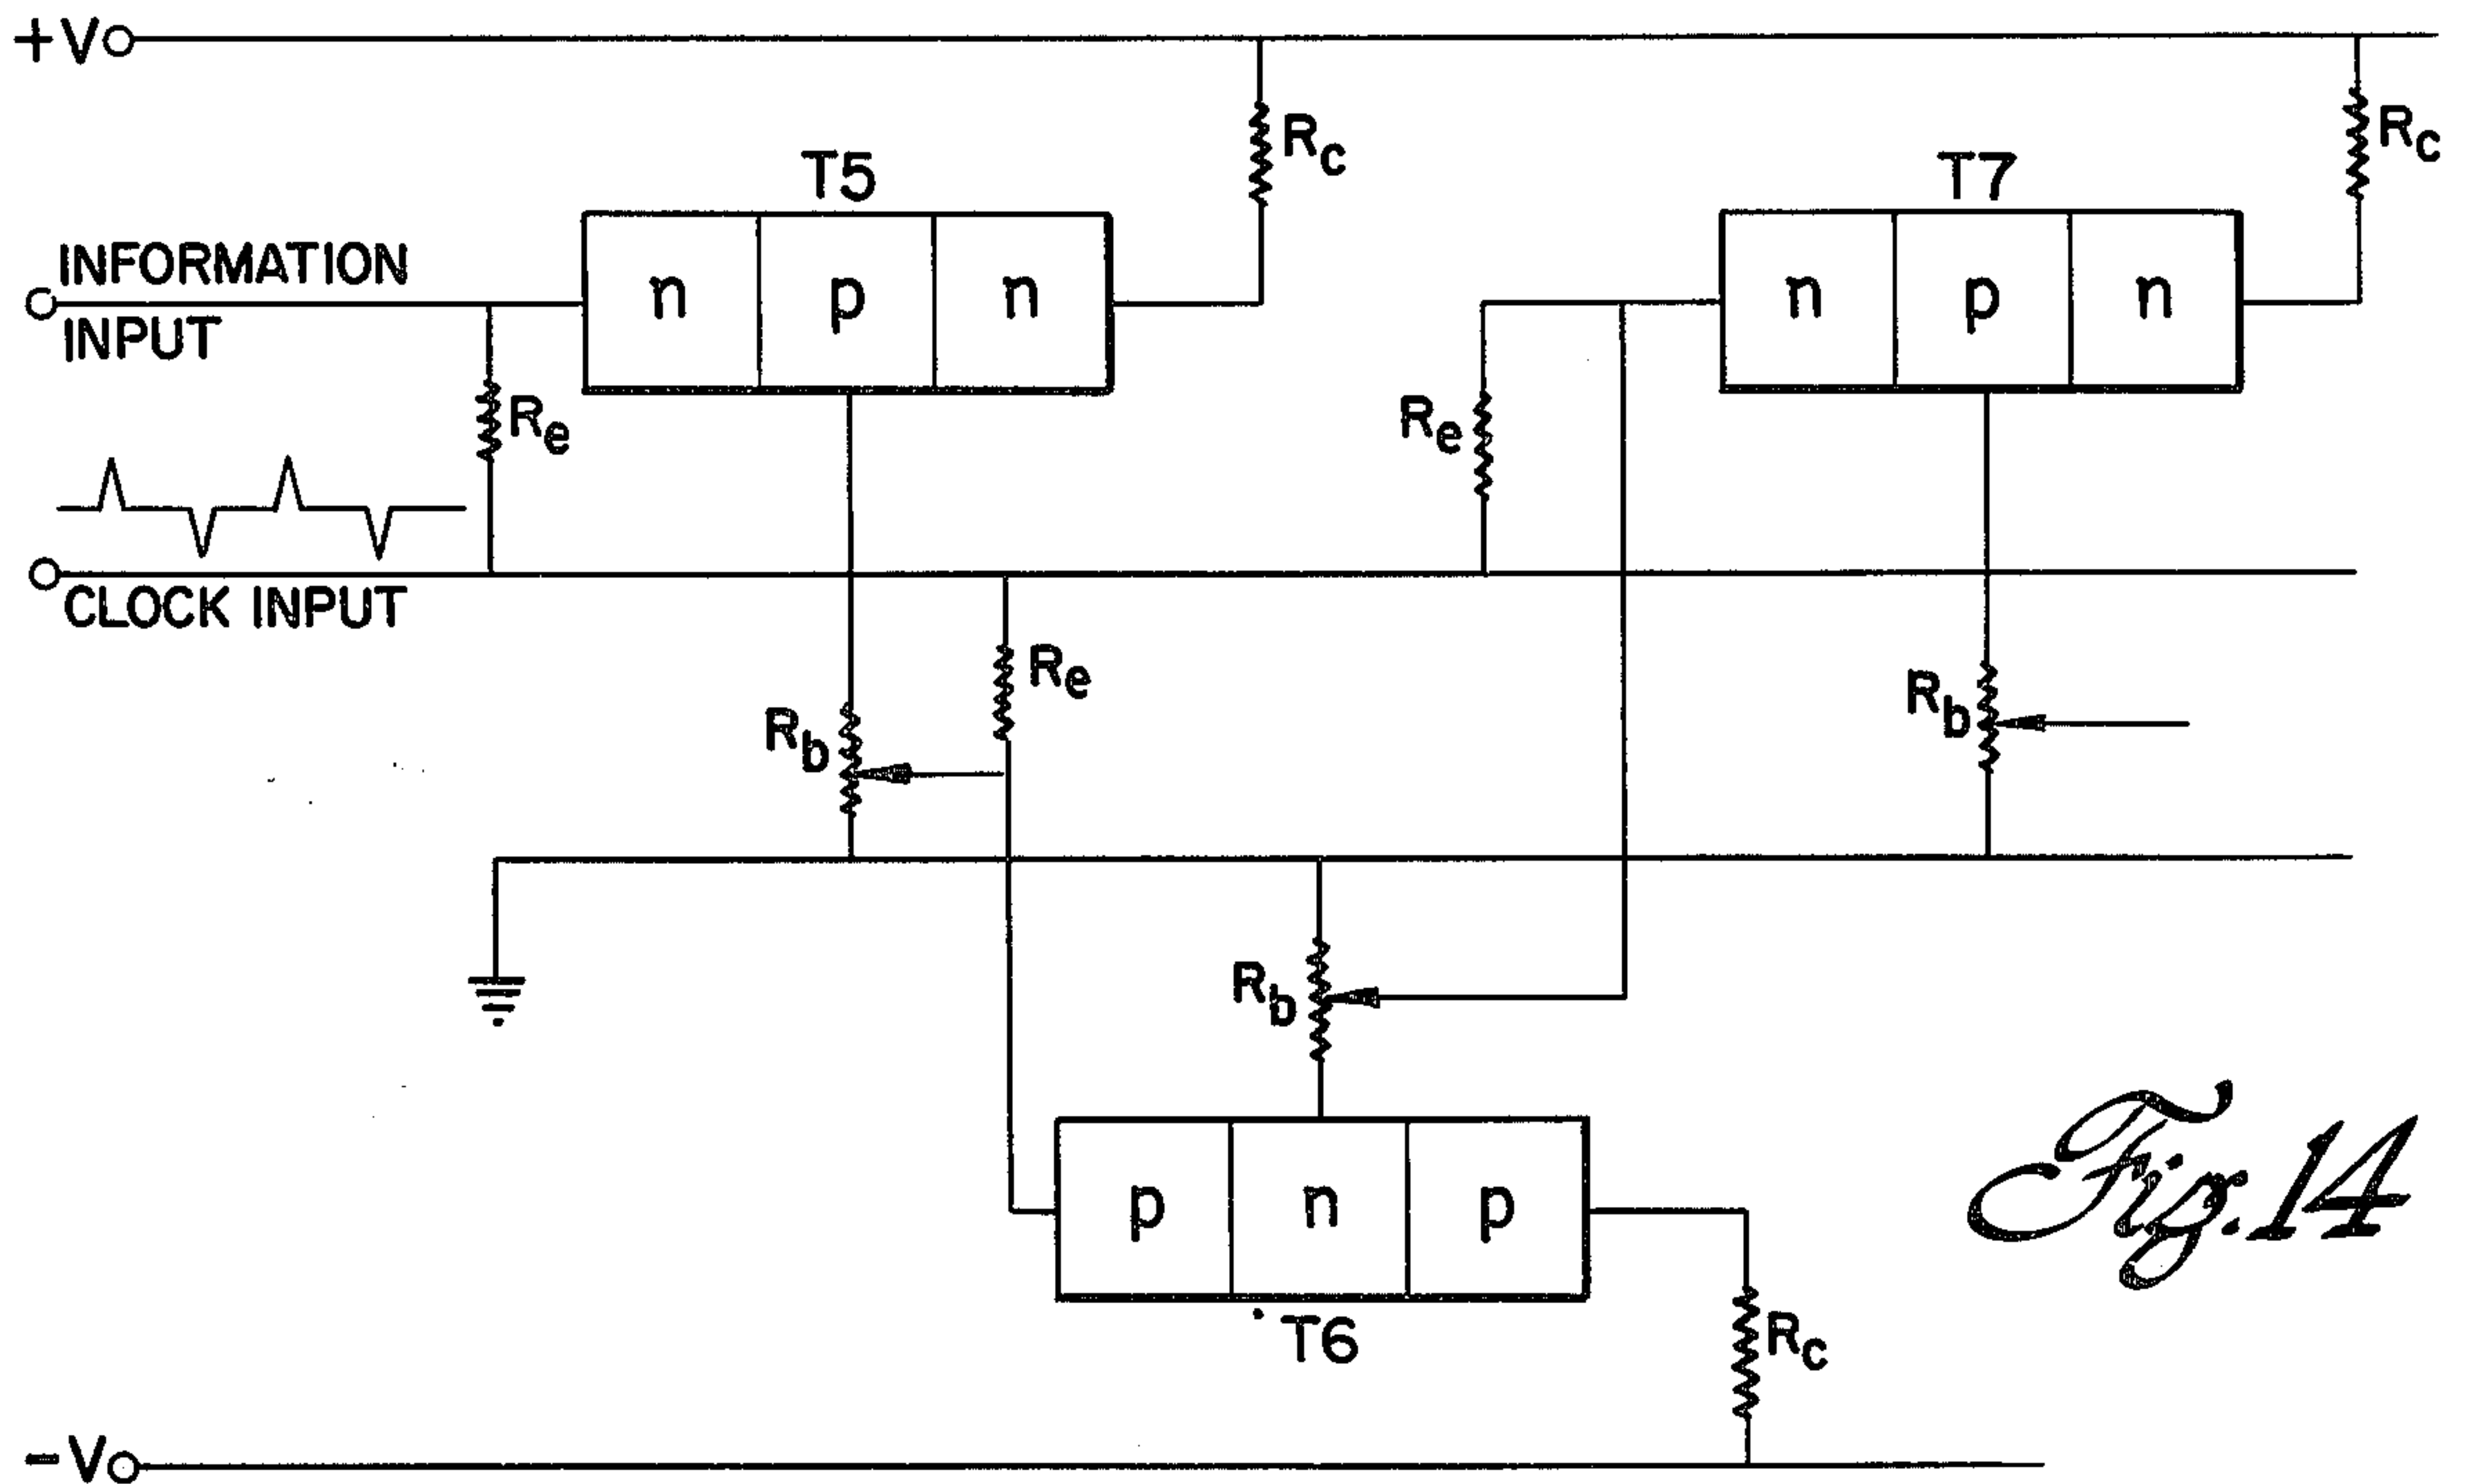 +V
Rc
Rc
T5
T7
INFORMATION
INPUT
n p n
n p n
Re
Re
CLOCK INPUT
Re
Rb
Rb
Rb
p n p
T6
Rc
Fig. 14
-V